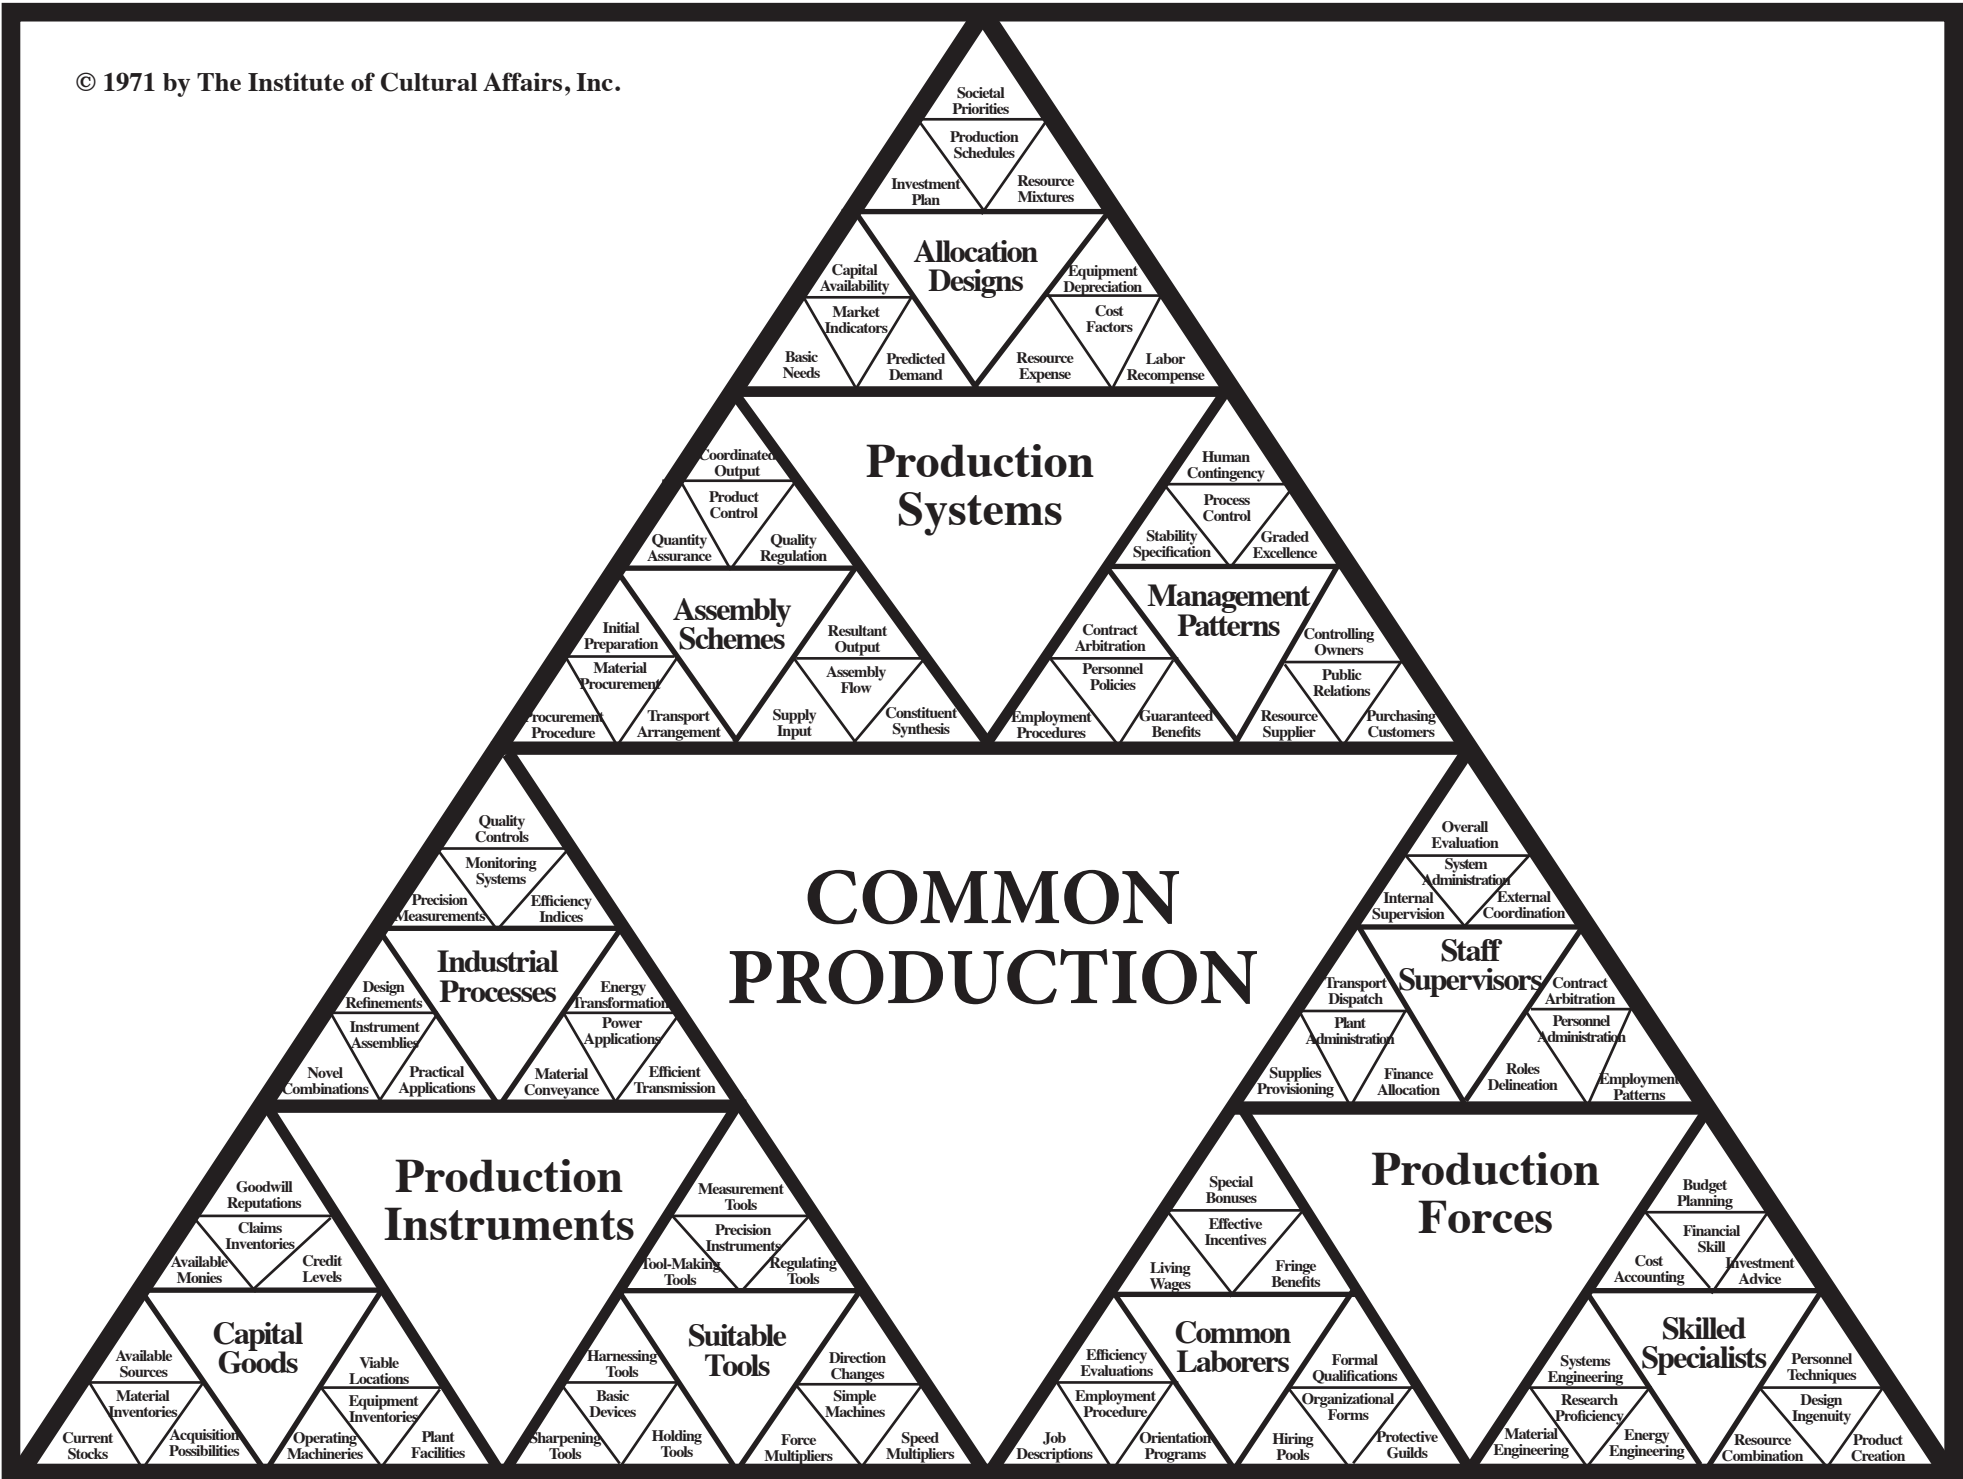 © 1971 by The Institute of Cultural Affairs, Inc.
Societal
Priorities
Production
Schedules
Investment
Plan
Resource
Mixtures
Allocation
Designs
Capital
Availability
Market
Indicators
Basic
Needs
Predicted
Demand
Equipment
Depreciation
Cost
Factors
Resource
Expense
Labor
Recompense
Production
Systems
Coordinated
Output
Product
Control
Quantity
Assurance
Quality
Regulation
Assembly
Schemes
Initial
Preparation
Material
Procurement
Procurement
Procedure
Transport
Arrangement
Resultant
Output
Assembly
Flow
Supply
Input
Constituent
Synthesis
Human
Contingency
Process
Control
Stability
Specification
Graded
Excellence
Management
Patterns
Contract
Arbitration
Personnel
Policies
Employment
Procedures
Guaranteed
Benefits
Controlling
Owners
Public
Relations
Resource
Supplier
Purchasing
Customers
COMMON
PRODUCTION
Quality
Controls
Monitoring
Systems
Precision
Measurements
Efficiency
Indices
Industrial
Processes
Design
Refinements
Instrument
Assemblies
Novel
Combinations
Practical
Applications
Energy
Transformation
Power
Applications
Material
Conveyance
Efficient
Transmission
Production
Instruments
Goodwill
Reputations
Claims
Inventories
Available
Monies
Credit
Levels
Capital
Goods
Available
Sources
Material
Inventories
Current
Stocks
Acquisition
Possibilities
Viable
Locations
Equipment
Inventories
Operating
Machineries
Plant
Facilities
Measurement
Tools
Precision
Instruments
Tool-Making
Tools
Regulating
Tools
Suitable
Tools
Harnessing
Tools
Basic
Devices
Sharpening
Tools
Holding
Tools
Direction
Changes
Simple
Machines
Force
Multipliers
Speed
Multipliers
Overall
Evaluation
System
Administration
Internal
Supervision
External
Coordination
Staff
Supervisors
Transport
Dispatch
Plant
Administration
Supplies
Provisioning
Finance
Allocation
Contract
Arbitration
Personnel
Administration
Roles
Delineation
Employment
Patterns
Production
Forces
Special
Bonuses
Effective
Incentives
Living
Wages
Fringe
Benefits
Common
Laborers
Efficiency
Evaluations
Employment
Procedure
Job
Descriptions
Orientation
Programs
Formal
Qualifications
Organizational
Forms
Hiring
Pools
Protective
Guilds
Budget
Planning
Financial
Skill
Cost
Accounting
Investment
Advice
Skilled
Specialists
Systems
Engineering
Research
Proficiency
Material
Engineering
Energy
Engineering
Personnel
Techniques
Design
Ingenuity
Resource
Combination
Product
Creation